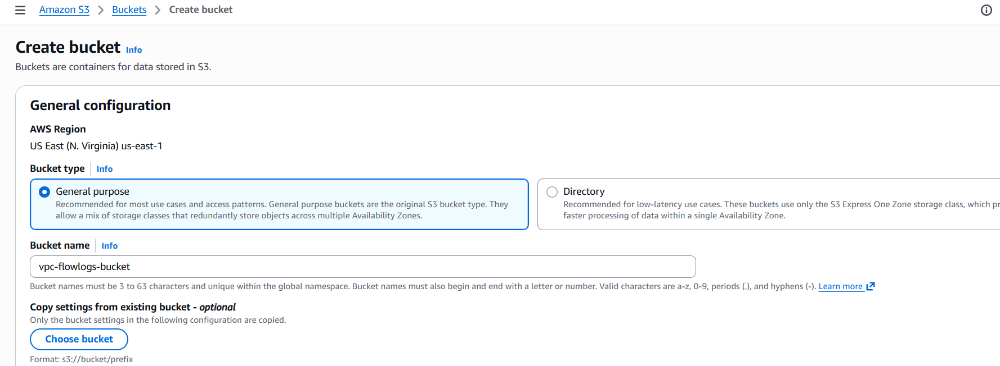 Amazon S3 > Buckets > Create bucket
Create bucket Info
Buckets are containers for data stored in S3.
General configuration
AWS Region
US East (N. Virginia) us-east-1
Bucket type Info
General purpose
Recommended for most use cases and access patterns. General purpose buckets are the original S3 bucket type. They
allow a mix of storage classes that redundantly store objects across multiple Availability Zones.
Directory
Recommended for low-latency use cases. These buckets use only the S3 Express One Zone storage class, which
faster processing of data within a single Availability Zone.
Bucket name Info
vpc-flowlogs-bucket
Bucket names must be 3 to 63 characters and unique within the global namespace. Bucket names must also begin and end with a letter or number. Valid characters are a-z, 0-9, periods (.), and hyphens (-). Learn more
Copy settings from existing bucket - optional
Only the bucket settings in the following configuration are copied.
Choose bucket
Format: s3://bucket/prefix